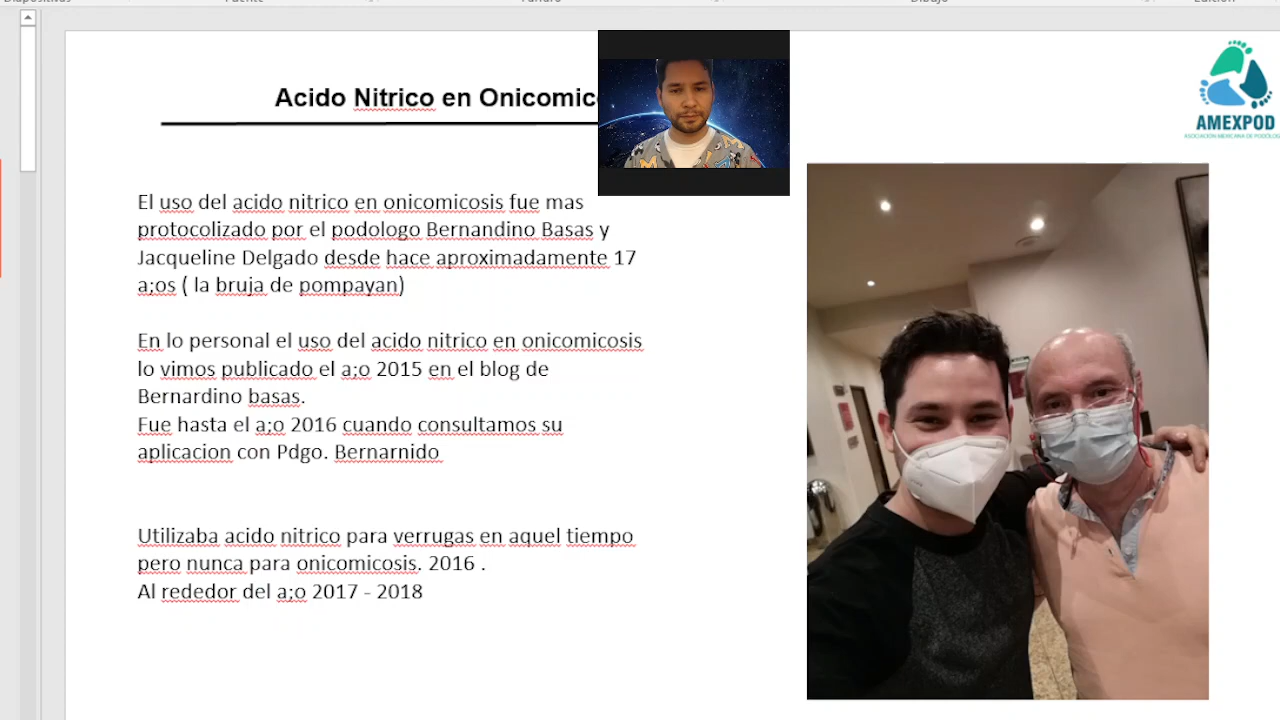 Acido Nitrico en Onicomic
AMEXPOD
ASOCIACIÓN MEXICANA DE PODÓLOG
El uso del acido nitrico en onicomicosis fue mas
protocolizado por el podologo Bernandino Basas y
Jacqueline Delgado desde hace aproximadamente 17
a;os ( la bruja de pompayan)
En lo personal el uso del acido nitrico en onicomicosis
lo vimos publicado el a;o 2015 en el blog de
Bernardino basas.
Fue hasta el a;o 2016 cuando consultamos su
aplicacion con Pdgo. Bernarnido
Utilizaba acido nitrico para verrugas en aquel tiempo
pero nunca para onicomicosis. 2016 .
Al rededor del a;o 2017 - 2018